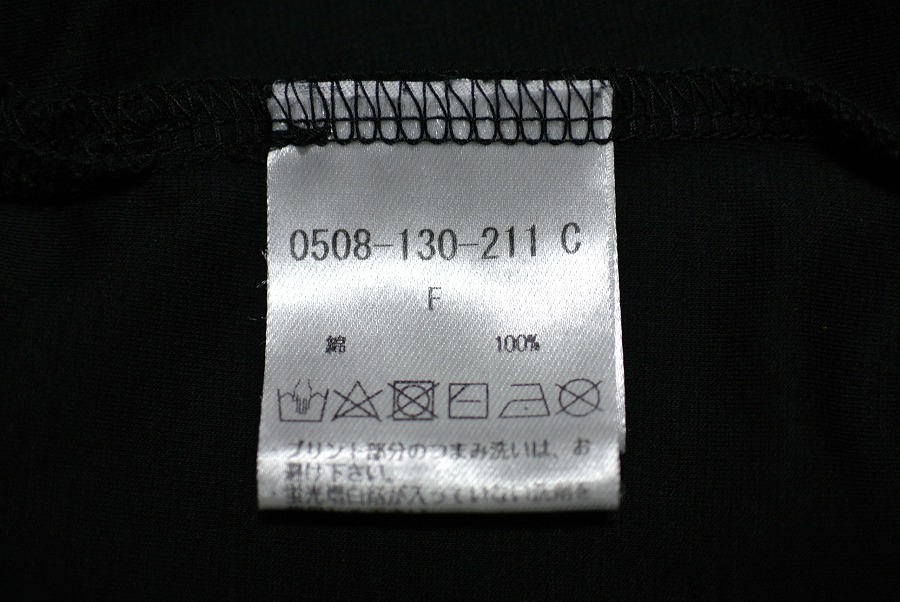 0508-130-211 C
F
綿 100%
プリント部分のつまみ洗いは、お
避け下さい。
蛍光増白剤が入っていない洗剤を